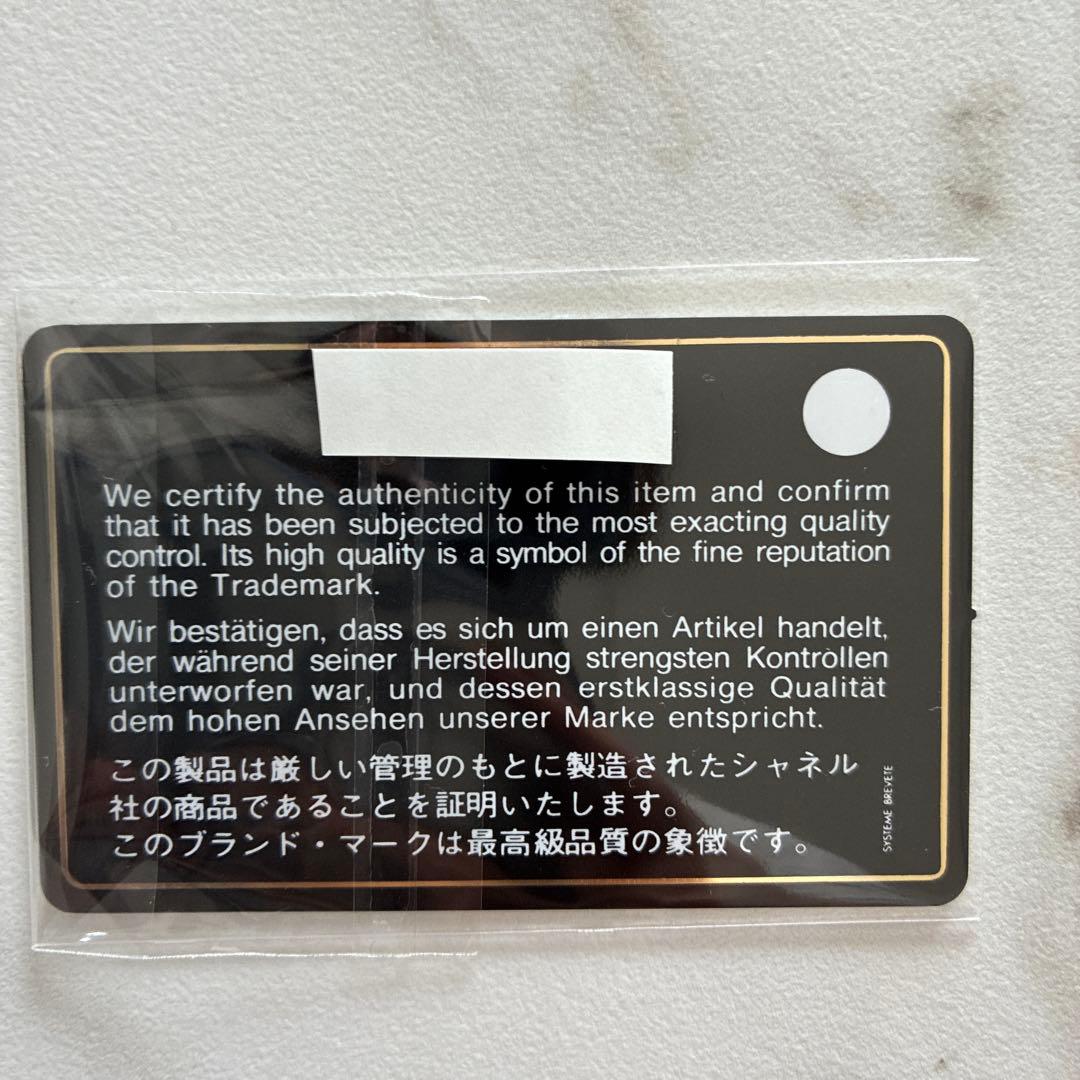 We certify the authenticity of this item and confirm
that it has been subjected to the most exacting quality
control. Its high quality is a symbol of the fine reputation
of the Trademark.
Wir bestätigen, dass es sich um einen Artikel handelt,
der während seiner Herstellung strengsten Kontrollen
unterworfen war, und dessen erstklassige Qualität
dem hohen Ansehen unserer Marke entspricht.
この製品は厳しい管理のもとに製造されたシャネル
社の商品であることを証明いたします。
このブランド・マークは最高級品質の象徴です。
SYSTEME BREVETE